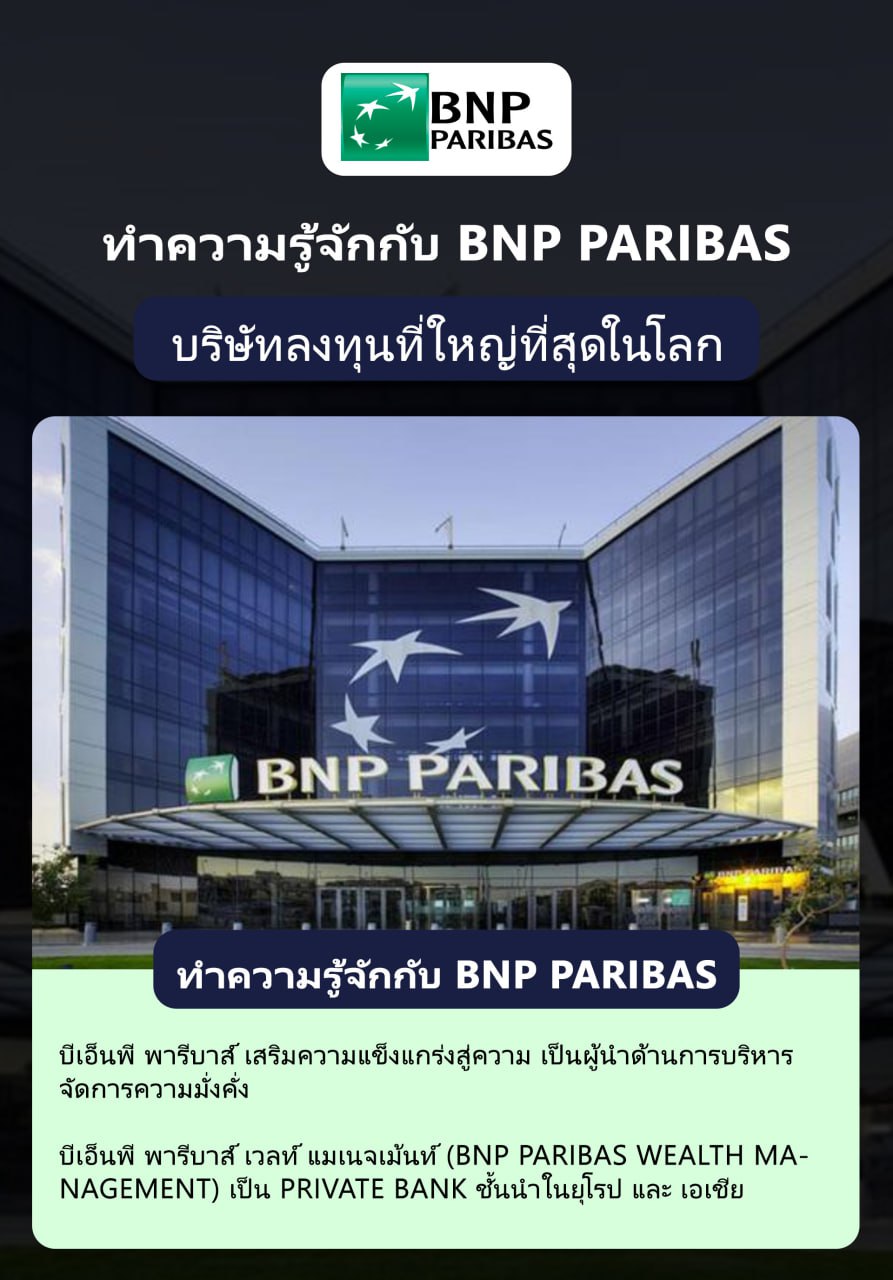 BNP
PARIBAS
ทำความรู้จักกับ BNP PARIBAS
บริษัทลงทุนที่ใหญ่ที่สุดในโลก
BNP PARIBAS
BNP PARIBA
ทำความรู้จักกับ BNP PARIBAS
บีเอ็นพี พารีบาส์ เสริมความแข็งแกร่งสู่ความ เป็นผู้นำด้านการบริหาร
จัดการความมั่งคั่ง
บีเอ็นพี พารีบาส์ เวลท์ แมเนจเม้นท์ (BNP PARIBAS WEALTH MA-
NAGEMENT) เป็น PRIVATE BANK ชั้นนำในยุโรป และ เอเชีย